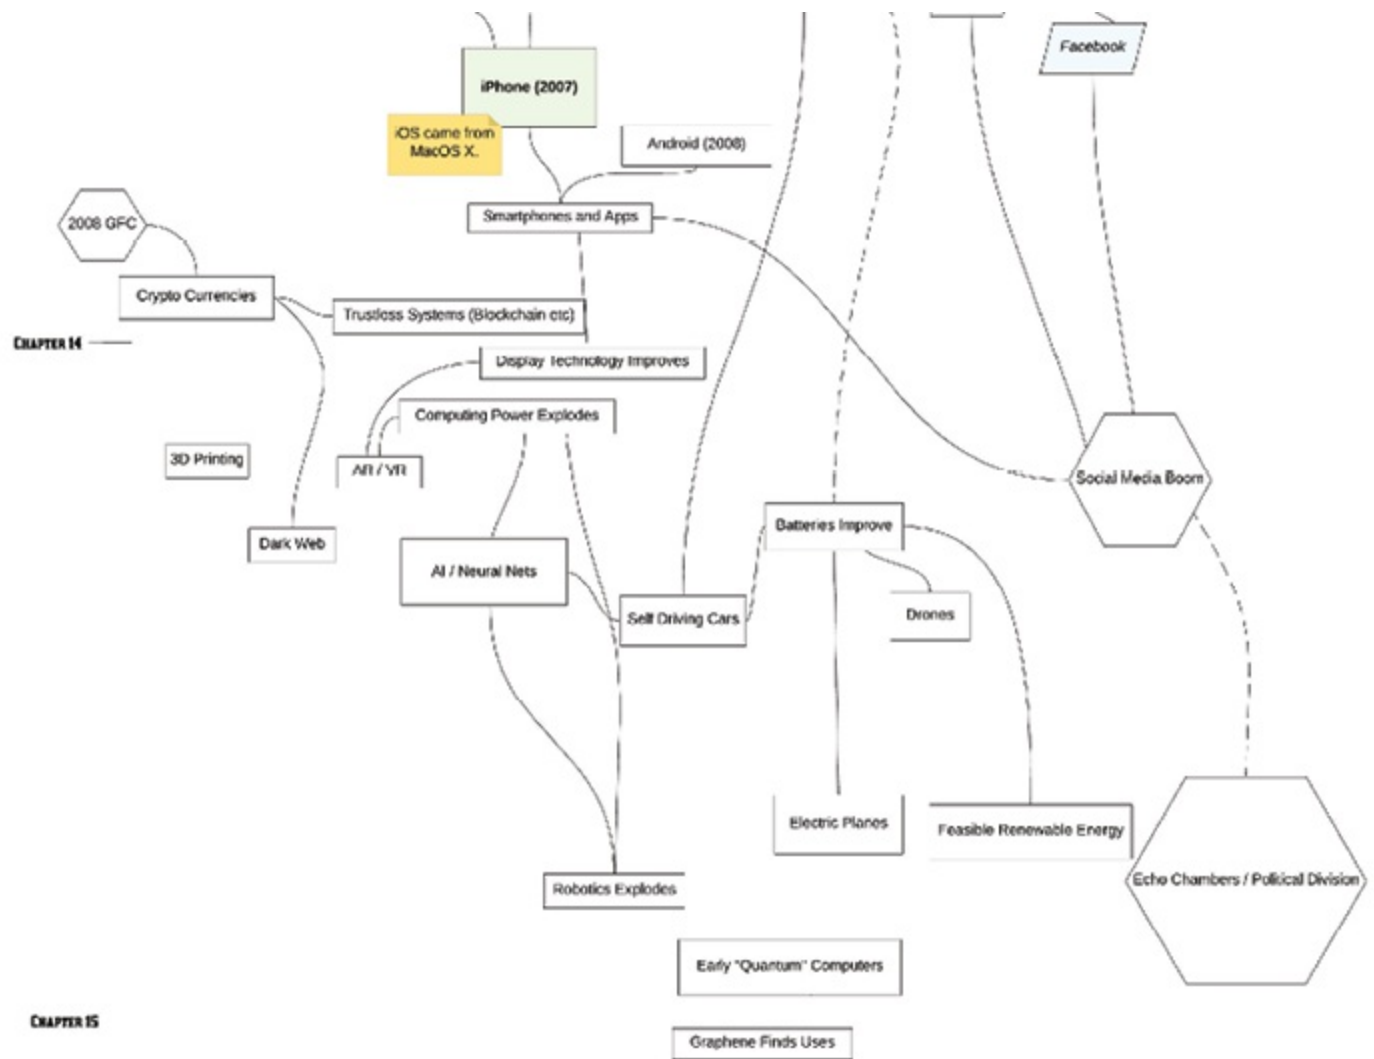 Facebook
iPhone (2007)
iOS came from
MacOS X.
Android (2008)
Smartphones and Apps
2008 GFC
Crypto Currencies
Trustless Systems (Blockchain etc)
CHAPTER 14
Display Technology Improves
Computing Power Explodes
3D Printing
AR / VR
Social Media Boom
Batteries Improve
Dark Web
AI / Neural Nets
Self Driving Cars
Drones
Electric Planes
Feasible Renewable Energy
Echo Chambers / Political Division
Robotics Explodes
Early "Quantum" Computers
CHAPTER 15
Graphene Finds Uses